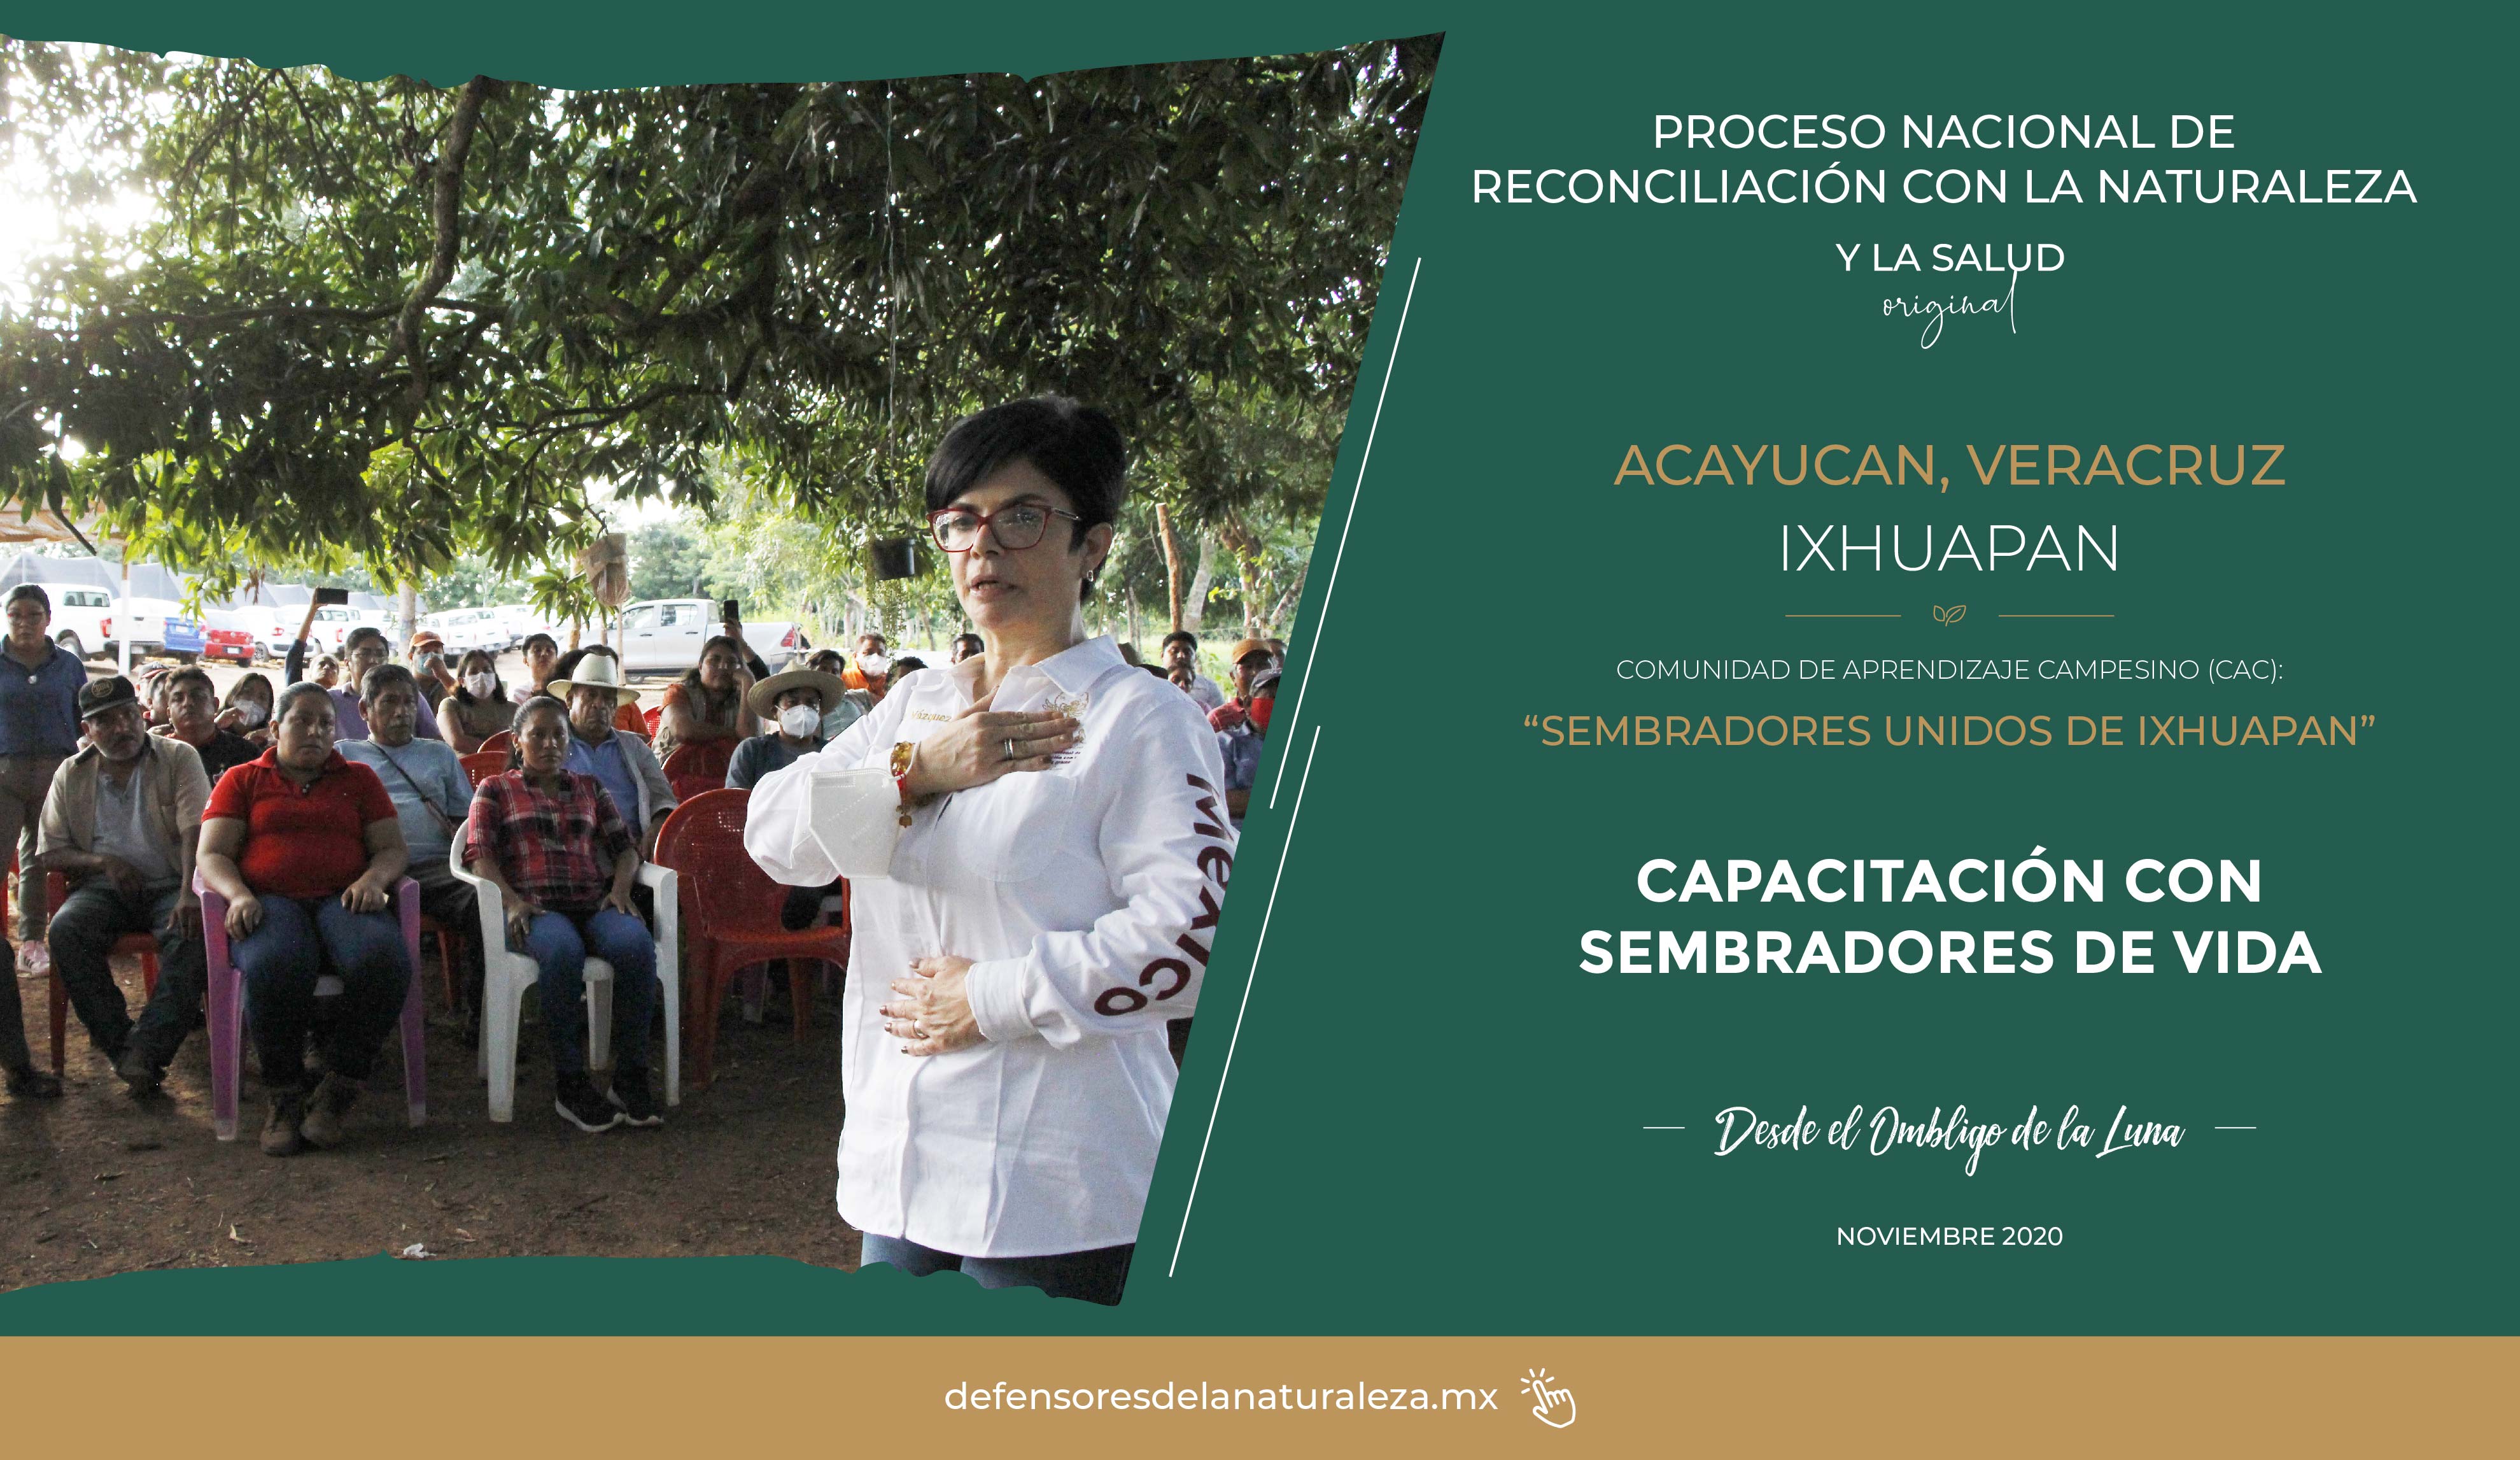 PROCESO NACIONAL DE
RECONCILIACIÓN CON LA NATURALEZA
Y LA SALUD
original
ACAYUCAN, VERACRUZ
IXHUAPAN
COMUNIDAD DE APRENDIZAJE CAMPESINO (CAC):
“SEMBRADORES UNIDOS DE IXHUAPAN”
CAPACITACIÓN CON
SEMBRADORES DE VIDA
Desde el Ombligo de la Luna
NOVIEMBRE 2020
Vázquez
México
defensoresdelanaturaleza.mx